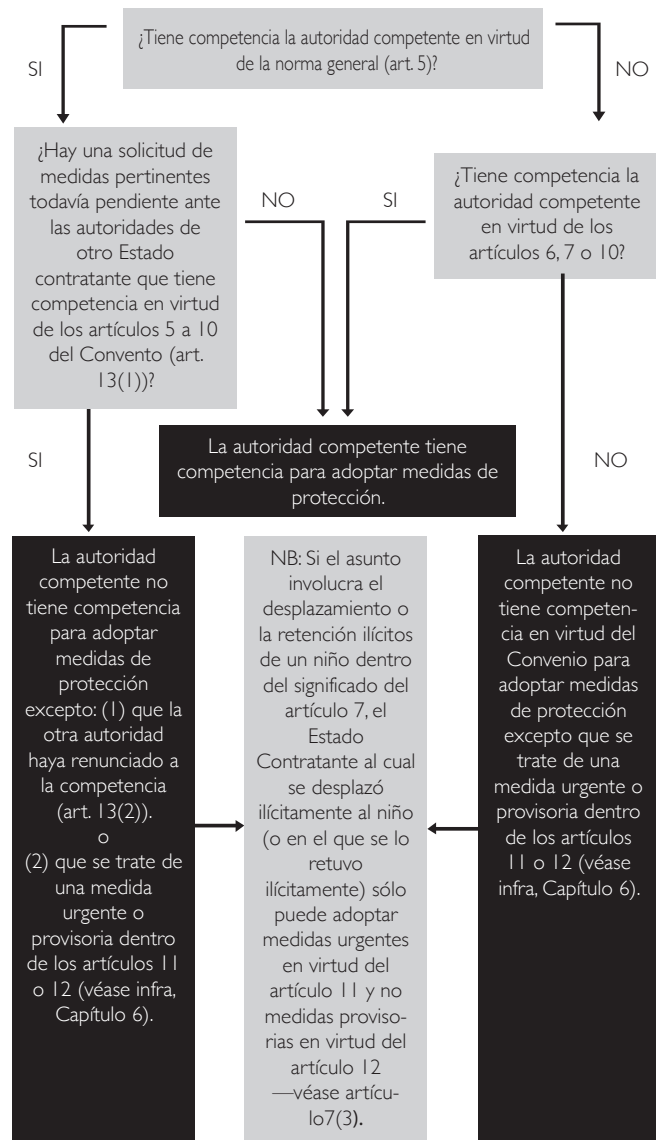 ¿Tiene competencia la autoridad competente en virtud
de la norma general (art. 5)?
SI
NO
¿Hay una solicitud de
medidas pertinentes
todavía pendiente ante
las autoridades de
otro Estado
contratante que tiene
competencia en virtud
de los artículos 5 a 10
del Convento (art.
13(1))?
NO
SI
¿Tiene competencia la
autoridad competente
en virtud de los
artículos 6, 7 o 10?
SI
La autoridad competente tiene
competencia para adoptar medidas de
protección.
NO
La autoridad
competente no
tiene competencia
para adoptar
medidas de
protección
excepto: (1) que la
otra autoridad
haya renunciado a
la competencia
(art. 13(2)).
o
(2) que se trate de
una medida
urgente o
provisoria dentro
de los artículos 11
o 12 (véase infra,
Capítulo 6).
NB: Si el asunto
involucra el
desplazamiento o
la retención ilícitos
de un niño dentro
del significado del
artículo 7, el
Estado
Contratante al cual
se desplazó
ilícitamente al niño
(o en el que se lo
retuvo
ilícitamente) sólo
puede adoptar
medidas urgentes
en virtud del
artículo 11 y no
medidas proviso-
rias en virtud del
artículo 12
—véase artícu-
lo7(3).
La autoridad
competente no
tiene competen-
cia en virtud del
Convenio para
adoptar medidas
de protección
excepto que se
trate de una
medida urgente o
provisoria dentro
de los artículos
11 o 12 (véase
infra, Capítulo 6).